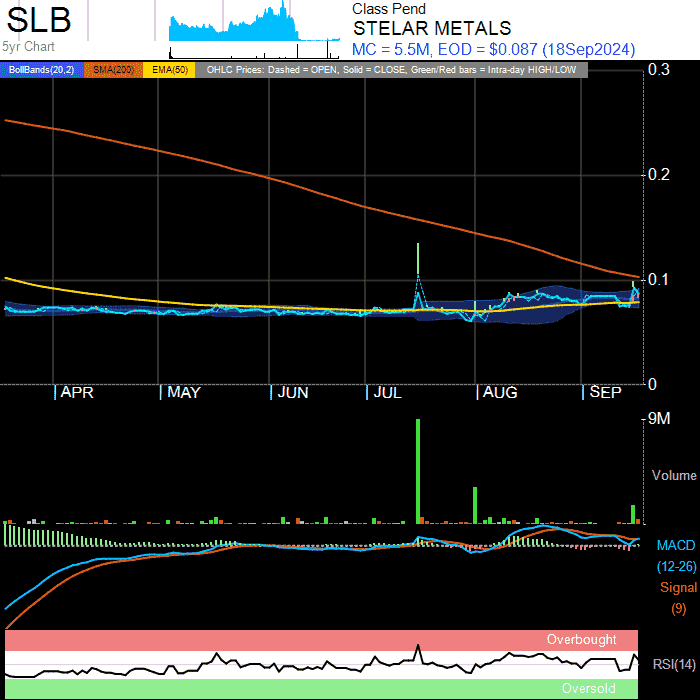 SLB
5yr Chart
Class Pend
STELAR METALS
MC = 5.5M, EOD = $0.087 (18Sep2024)
BollBands(20,2) SMA(200) EMA(50) OHLC Prices: Dashed = OPEN, Solid = CLOSE, Green/Red bars = Intra-day HIGH/LOW
0.3
0.2
0.1
0
APR MAY JUN JUL AUG SEP
9M
Volume
MACD
(12-26)
Signal
(9)
Overbought
RSI(14)
Oversold